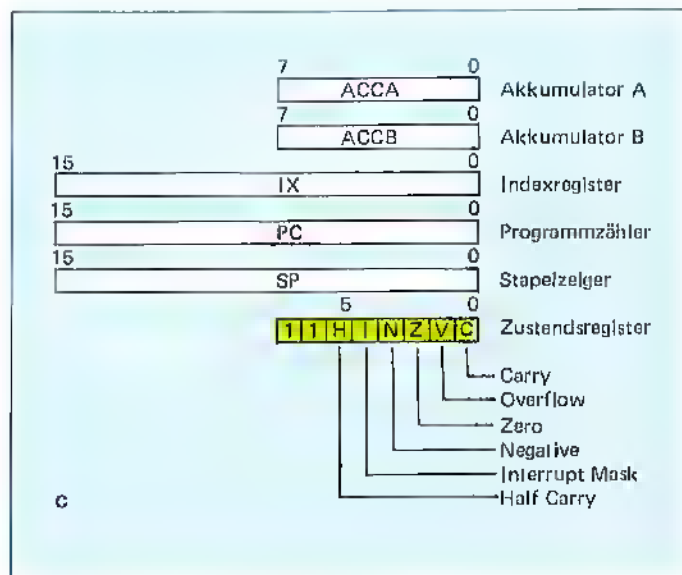 7 0
ACCA Akkumulator A
7 0
ACCB Akkumulator B
15 0
IX Indexregister
15 0
PC Programmzähler
15 0
SP Stapelzeiger
5 0
1 1 H I N Z V C Zustandsregister
Carry
Overflow
Zero
Negative
Interrupt Mask
Half Carry
c